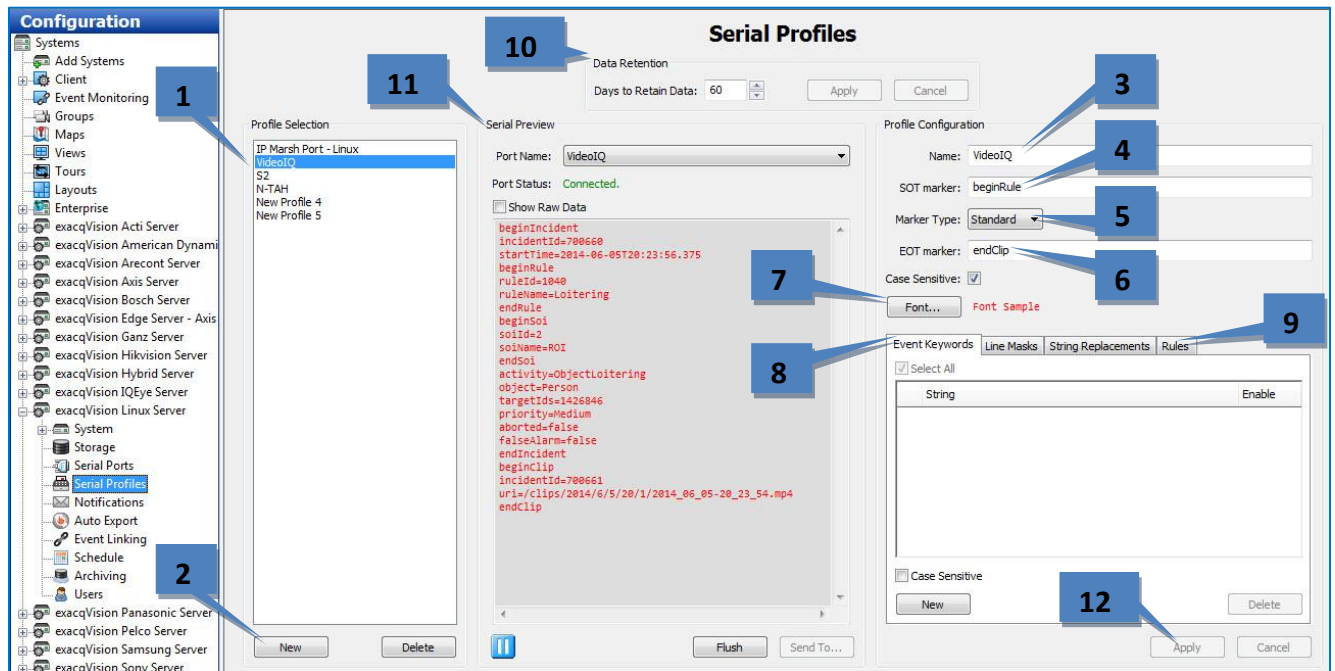 Configuration
Systems
Add Systems
Client
Event Monitoring
Groups
Maps
Views
Tours
Layouts
Enterprise
exacqVision Acti Server
exacqVision American Dynami
exacqVision Arecont Server
exacqVision Axis Server
exacqVision Bosch Server
exacqVision Edge Server - Axis
exacqVision Ganz Server
exacqVision Hikvision Server
exacqVision Hybrid Server
exacqVision IQEye Server
exacqVision Linux Server
System
Storage
Serial Ports
Serial Profiles
Notifications
Auto Export
Event Linking
Schedule
Archiving
Users
exacqVision Panasonic Server
exacqVision Pelco Server
exacqVision Samsung Server
exacqVision Sony Server
Serial Profiles
10
Data Retention
Days to Retain Data: 60 Apply Cancel
1
Profile Selection
IP Marsh Port - Linux
VideoIQ
S2
N-TAH
New Profile 4
New Profile 5
2
New Delete
11
Serial Preview
Port Name: VideoIQ
Port Status: Connected.
Show Raw Data
beginIncident
incidentId=700660
startTime=2014-06-05T20:23:56.375
beginRule
ruleId=1040
ruleName=Loitering
endRule
beginSoi
soiId=2
soiName=ROI
endSoi
activity=ObjectLoitering
object=Person
targetIds=1426846
priority=Medium
aborted=false
falseAlarm=false
endIncident
beginClip
incidentId=700661
uri=/clips/2014/6/5/20/1/2014_06_05-20_23_54.mp4
endClip
Flush Send To...
3
Profile Configuration
Name: VideoIQ
4
SOT marker: beginRule
5
Marker Type: Standard
EOT marker: endClip
6
Case Sensitive:
7
Font... Font Sample
9
8
Event Keywords Line Masks String Replacements Rules
Select All
String Enable
Case Sensitive
New Delete
12
Apply Cancel